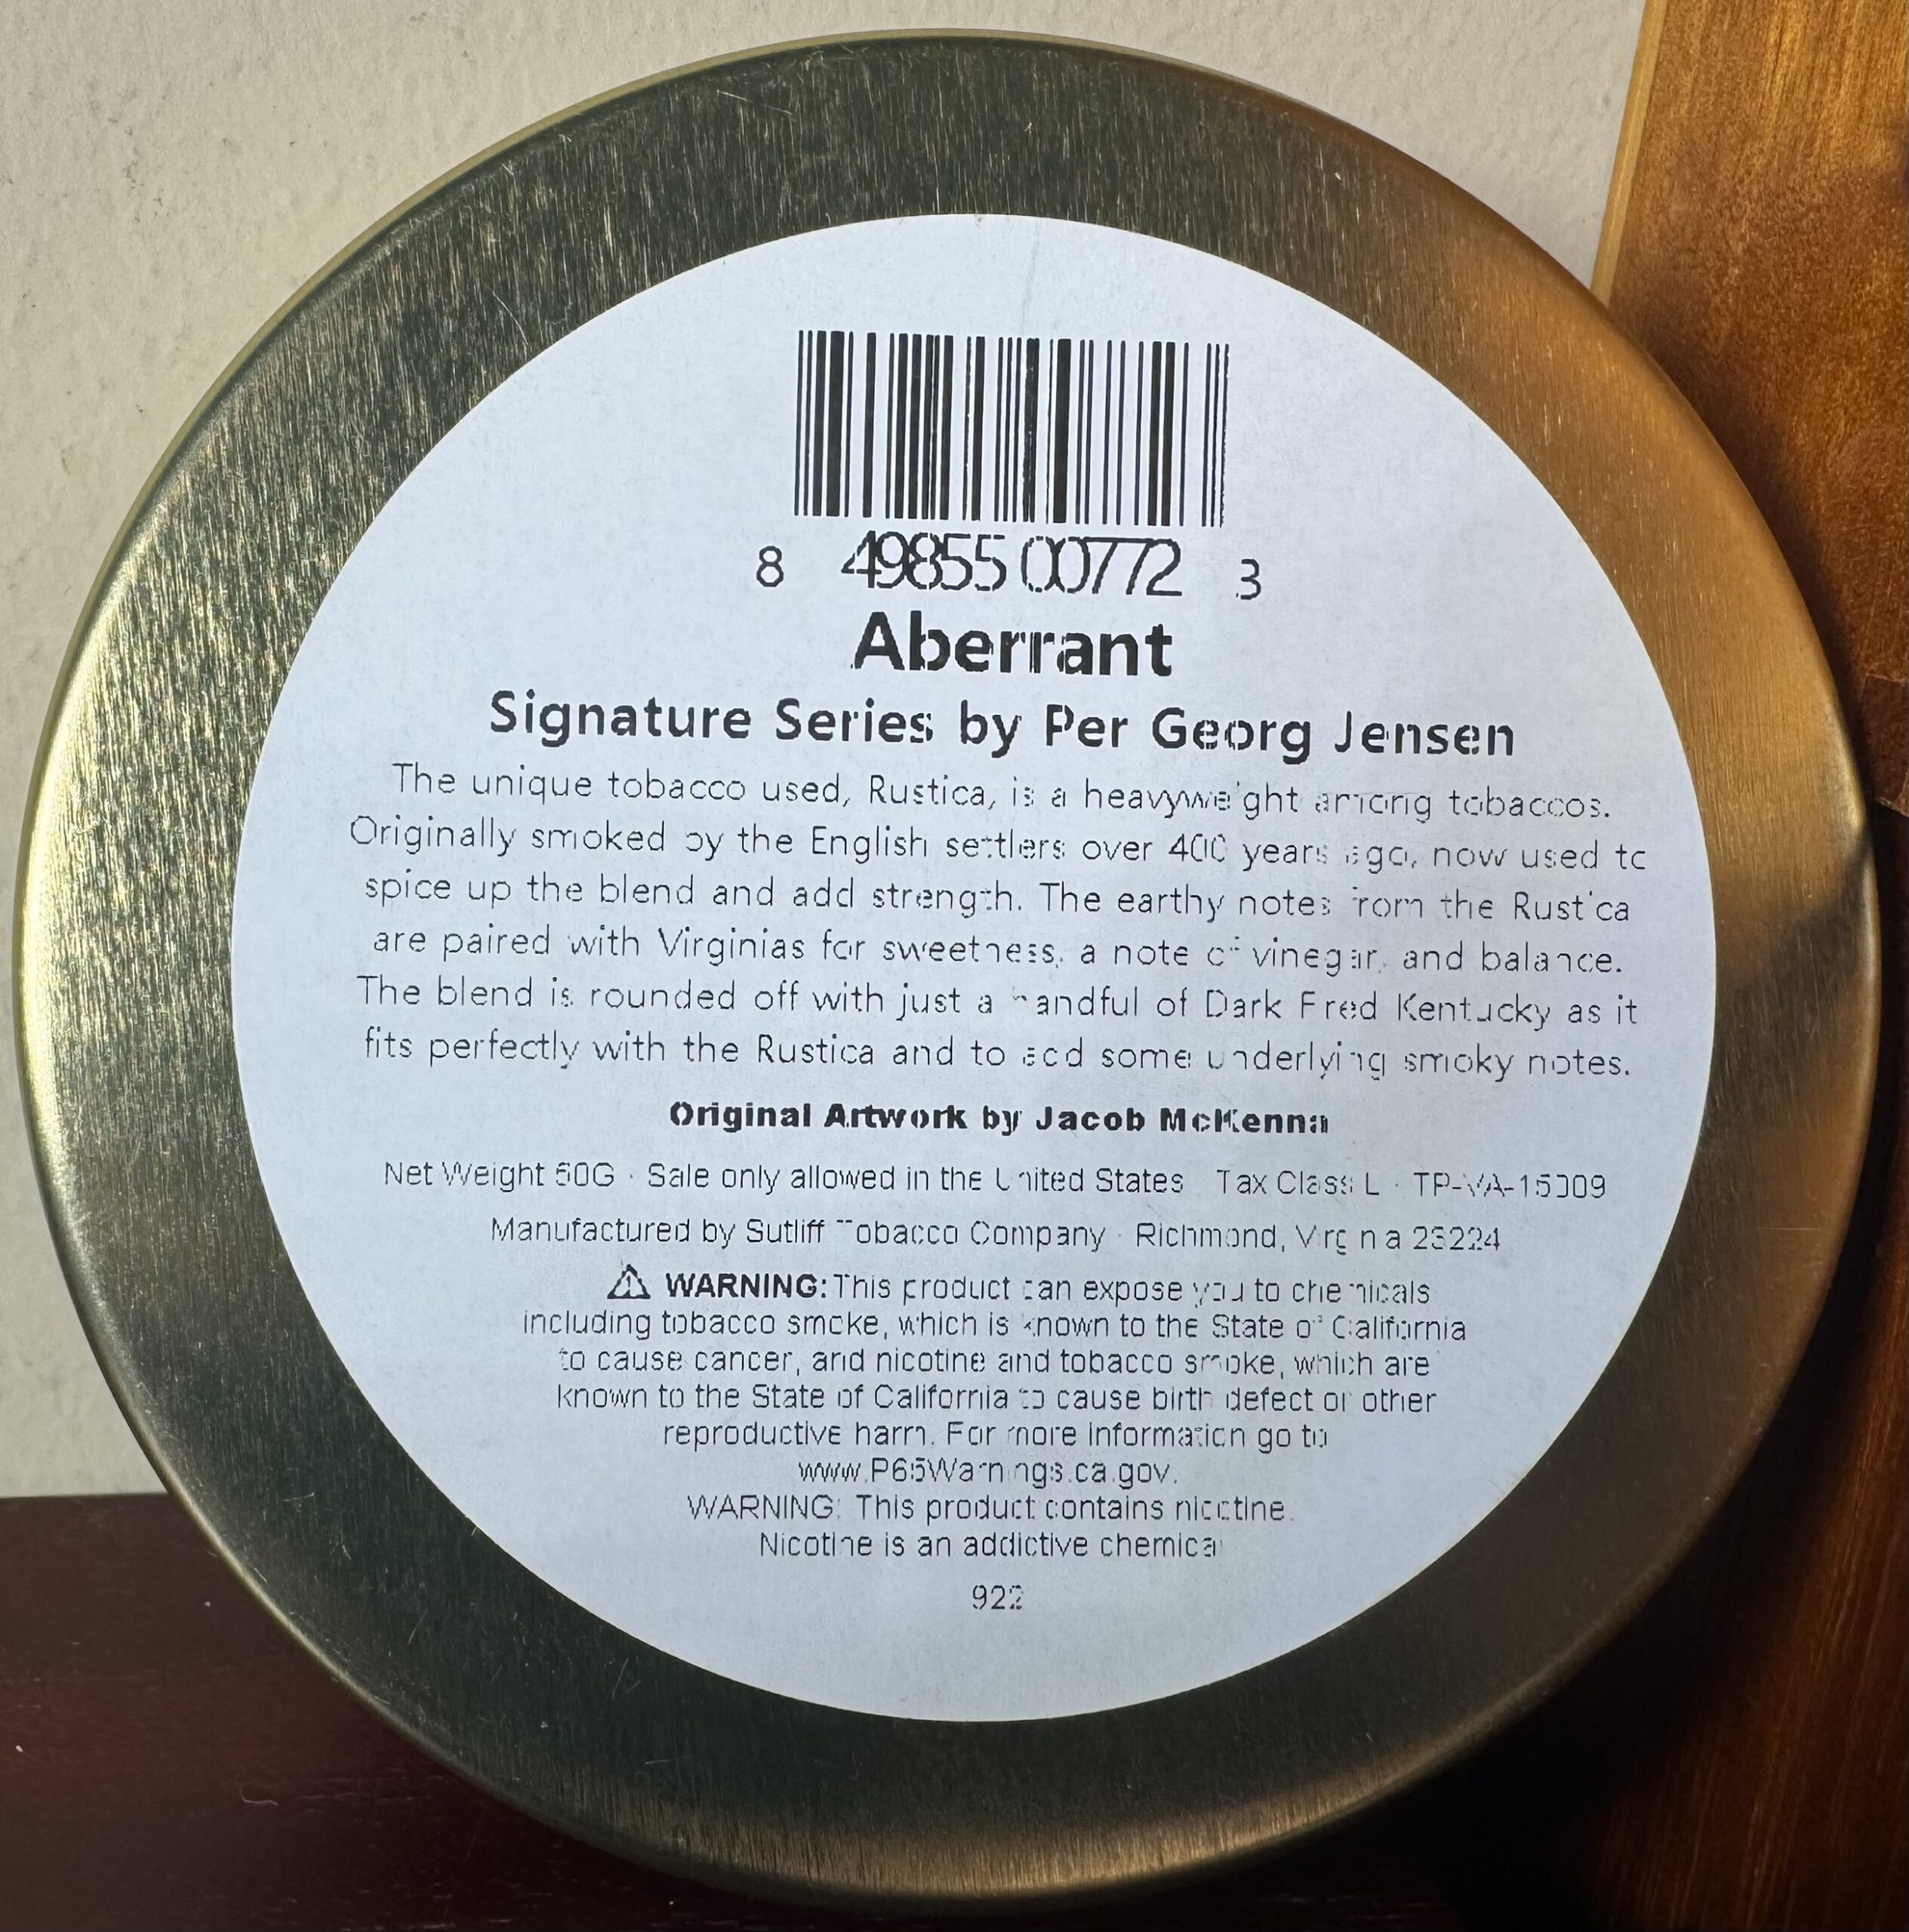 8 49855 00772 3
Aberrant
Signature Series by Per Georg Jensen
The unique tobacco used, Rustica, is a heavyweight among tobaccos.
Originally smoked by the English settlers over 400 years ago, now used to
spice up the blend and add strength. The earthy notes from the Rustica
are paired with Virginias for sweetness, a note of vinegar, and balance.
The blend is rounded off with just a handful of Dark Fired Kentucky as it
fits perfectly with the Rustica and to add some underlying smoky notes.
Original Artwork by Jacob McKenna
Net Weight 50G · Sale only allowed in the United States Tax Class L · TP-VA-15009
Manufactured by Sutliff Tobacco Company · Richmond, Virginia 23224
⚠ WARNING: This product can expose you to chemicals
including tobacco smoke, which is known to the State of California
to cause cancer, and nicotine and tobacco smoke, which are
known to the State of California to cause birth defect or other
reproductive harm. For more information go to
www.P65Warnings.ca.gov.
WARNING: This product contains nicotine.
Nicotine is an addictive chemical
922